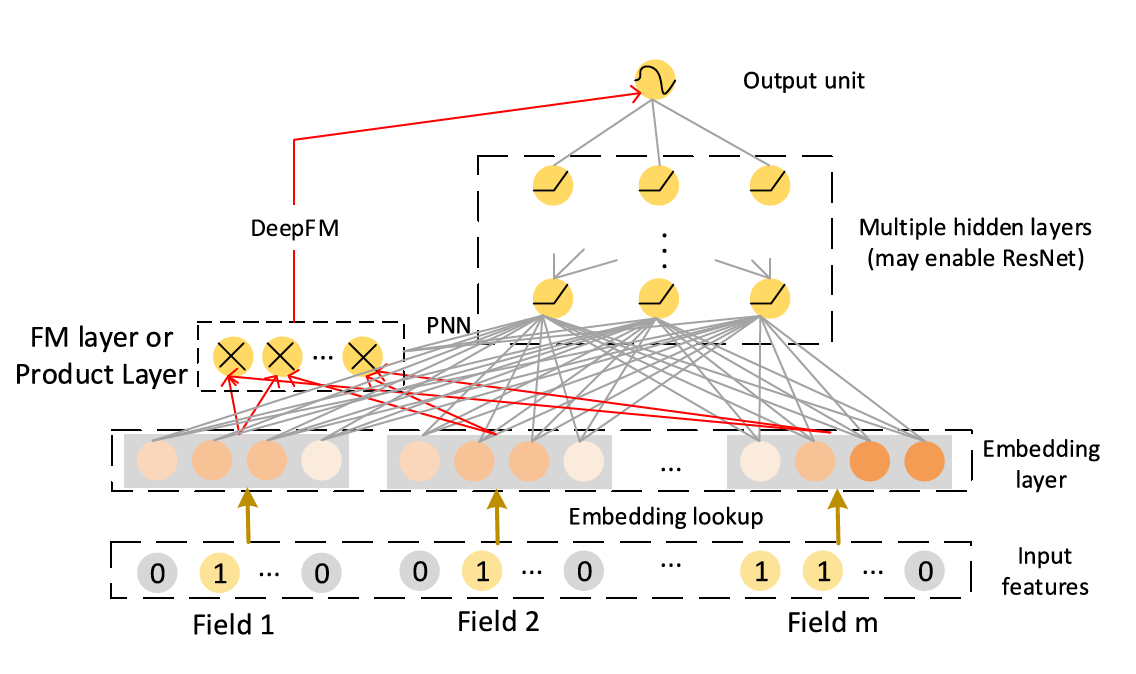 Output unit
Multiple hidden layers
(may enable ResNet)
DeepFM
PNN
FM layer or
Product Layer
...
Embedding
layer
...
Embedding lookup
0 1 ... 0 0 1 ... 0 ... 1 1 ... 0
Input
features
Field 1 Field 2 Field m